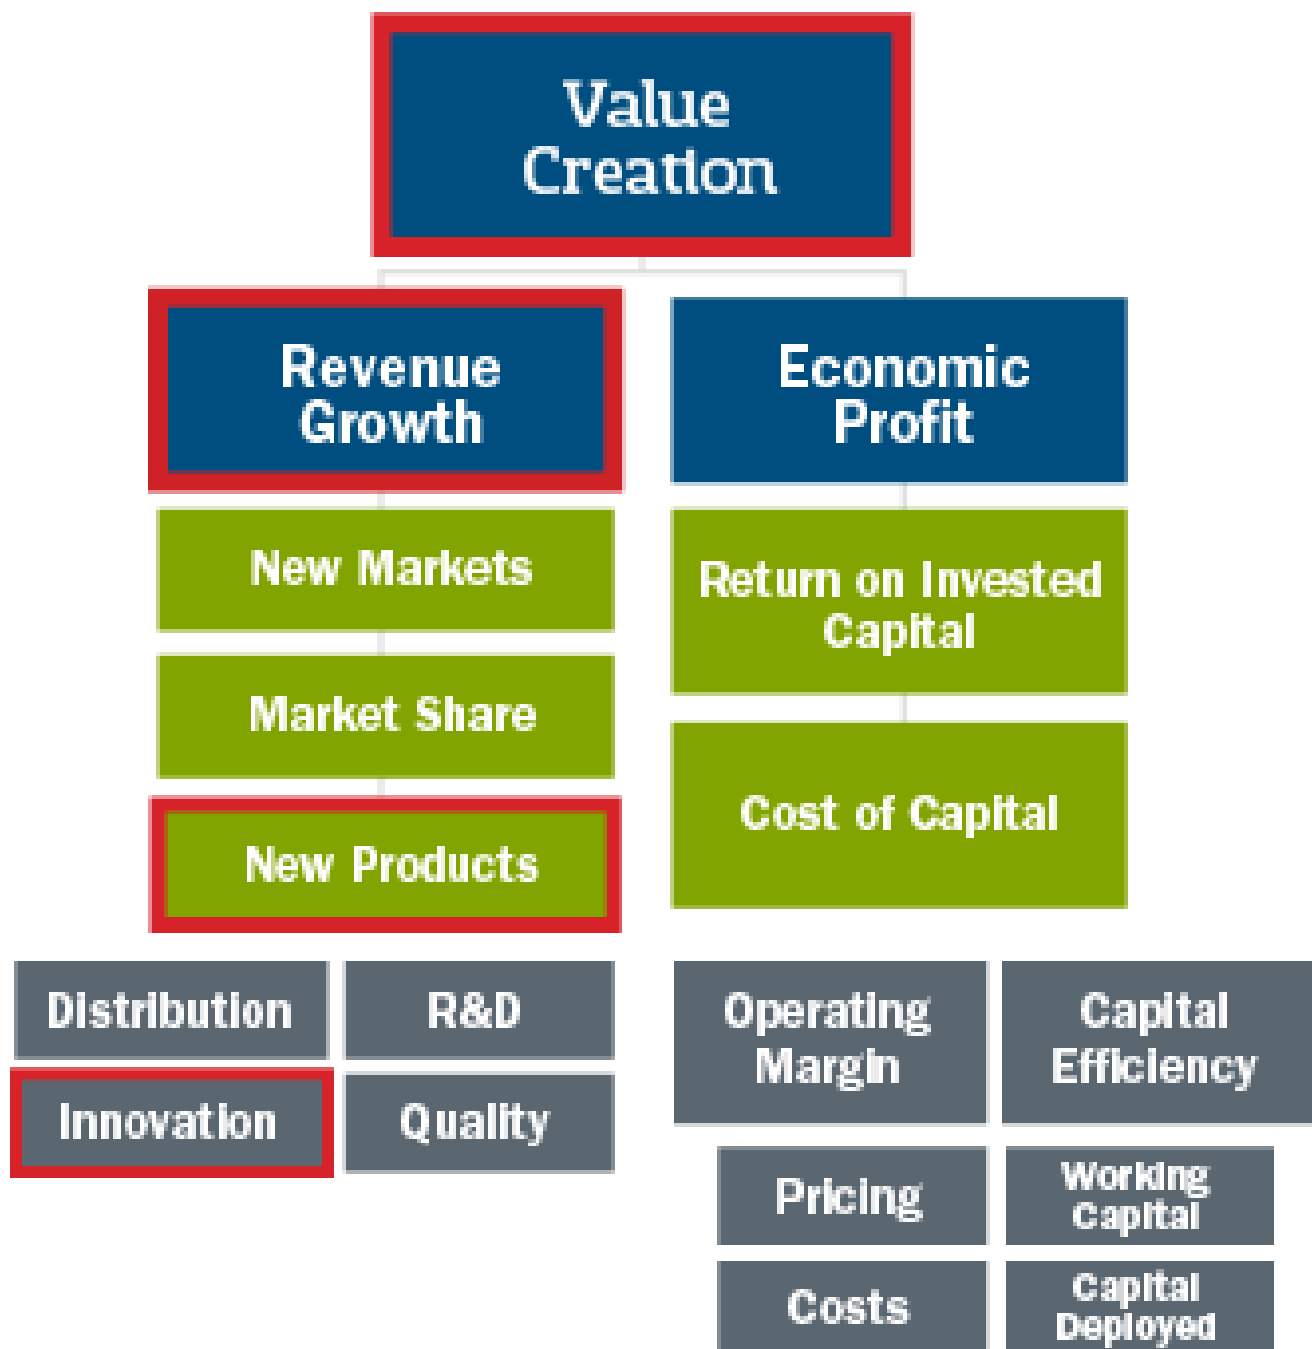 Value
Creation
Revenue
Growth
Economic
Profit
New Markets
Market Share
New Products
Return on Invested
Capital
Cost of Capital
Distribution
R&D
Innovation
Quality
Operating
Margin
Capital
Efficiency
Pricing
Working
Capital
Costs
Capital
Deployed